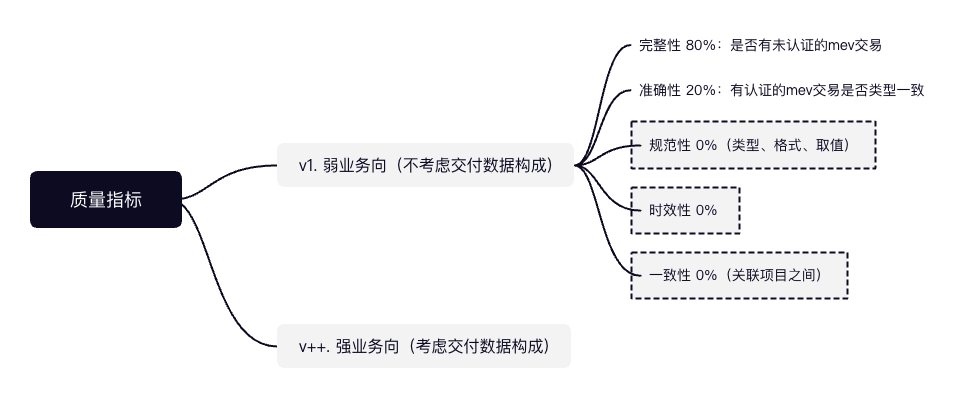 质量指标
v1. 弱业务向（不考虑交付数据构成）
完整性 80%：是否有未认证的mev交易
准确性 20%：有认证的mev交易是否类型一致
规范性 0%（类型、格式、取值）
时效性 0%
一致性 0%（关联项目之间）
v++. 强业务向（考虑交付数据构成）